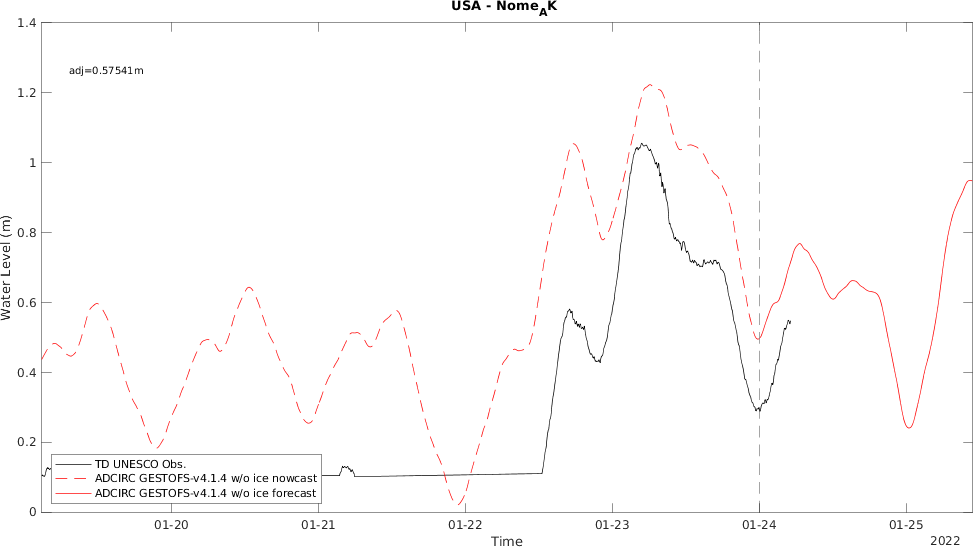 USA - Nome_AK
1.4
adj=0.57541m
1.2
1
0.8
Water Level (m)
0.6
0.4
0.2
0
TD UNESCO Obs.
ADCIRC GESTOFS-v4.1.4 w/o ice nowcast
ADCIRC GESTOFS-v4.1.4 w/o ice forecast
01-20 01-21 01-22 01-23 01-24 01-25
Time
2022